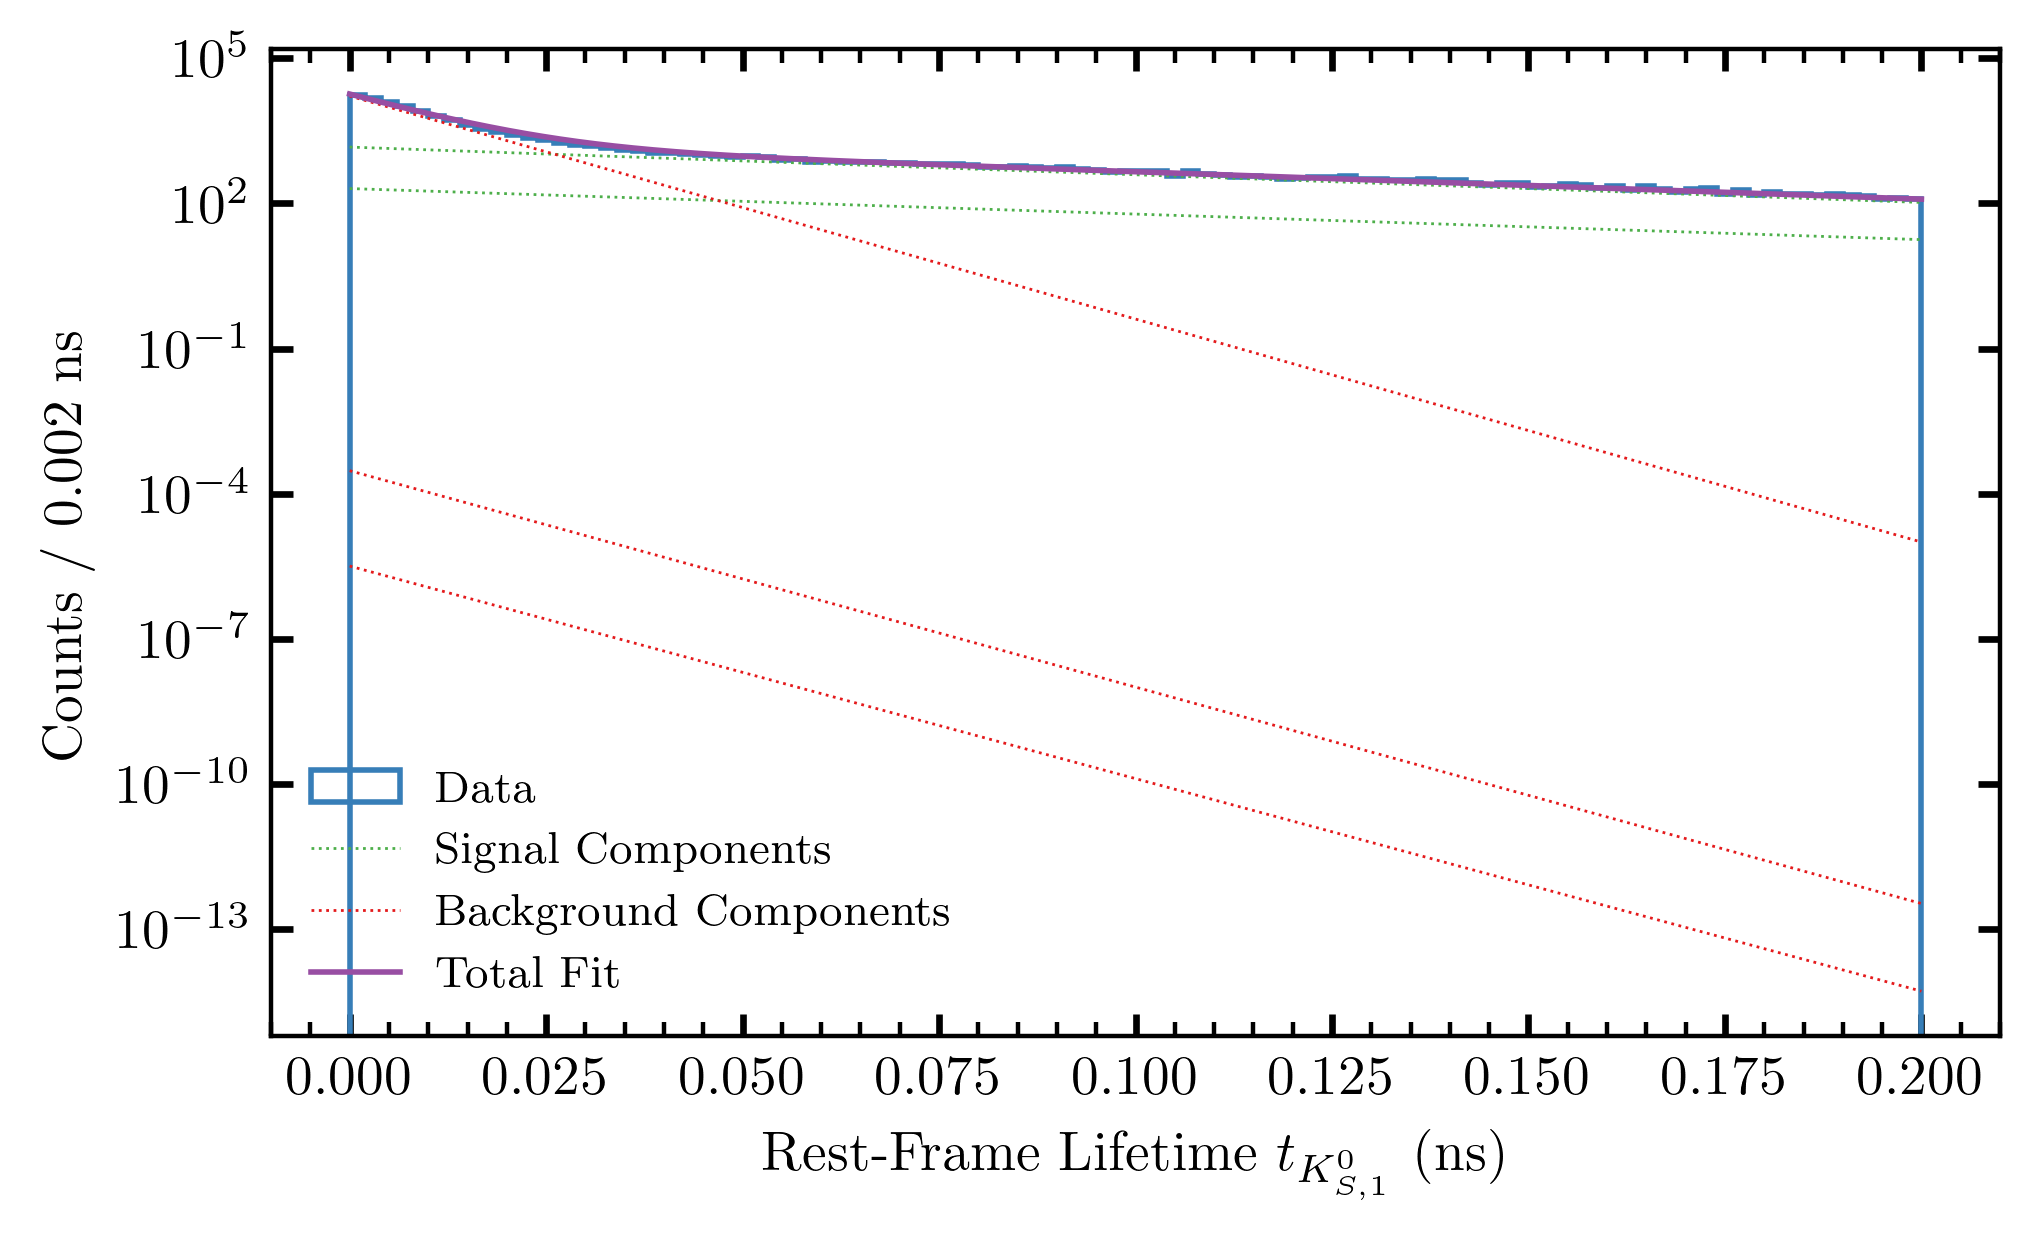 10^5
10^2
10^−1
10^−4
10^−7
10^−10
10^−13
Counts / 0.002 ns
Data
Signal Components
Background Components
Total Fit
0.000 0.025 0.050 0.075 0.100 0.125 0.150 0.175 0.200
Rest-Frame Lifetime t_{K^0_{S,1}} (ns)